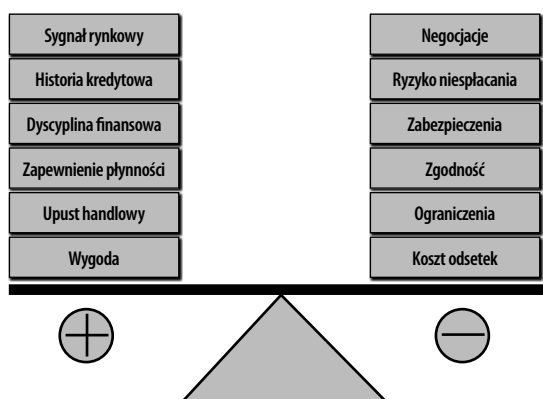 Sygnał rynkowy
Historia kredytowa
Dyscyplina finansowa
Zapewnienie płynności
Upust handlowy
Wygoda
Negocjacje
Ryzyko niespłacania
Zabezpieczenia
Zgodność
Ograniczenia
Koszt odsetek